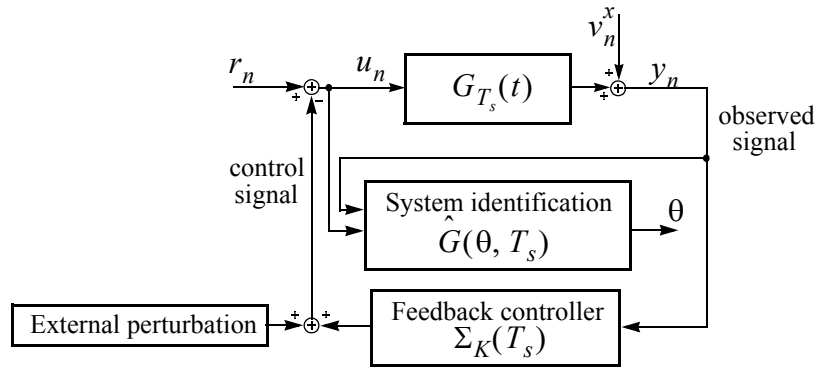 v_n^x
r_n
+
−
u_n
G_{T_s}(t)
+
+
y_n
observed
signal
control
signal
System identification
Ĝ(θ, T_s)
θ
External perturbation
+
+
+
Feedback controller
Σ_K(T_s)